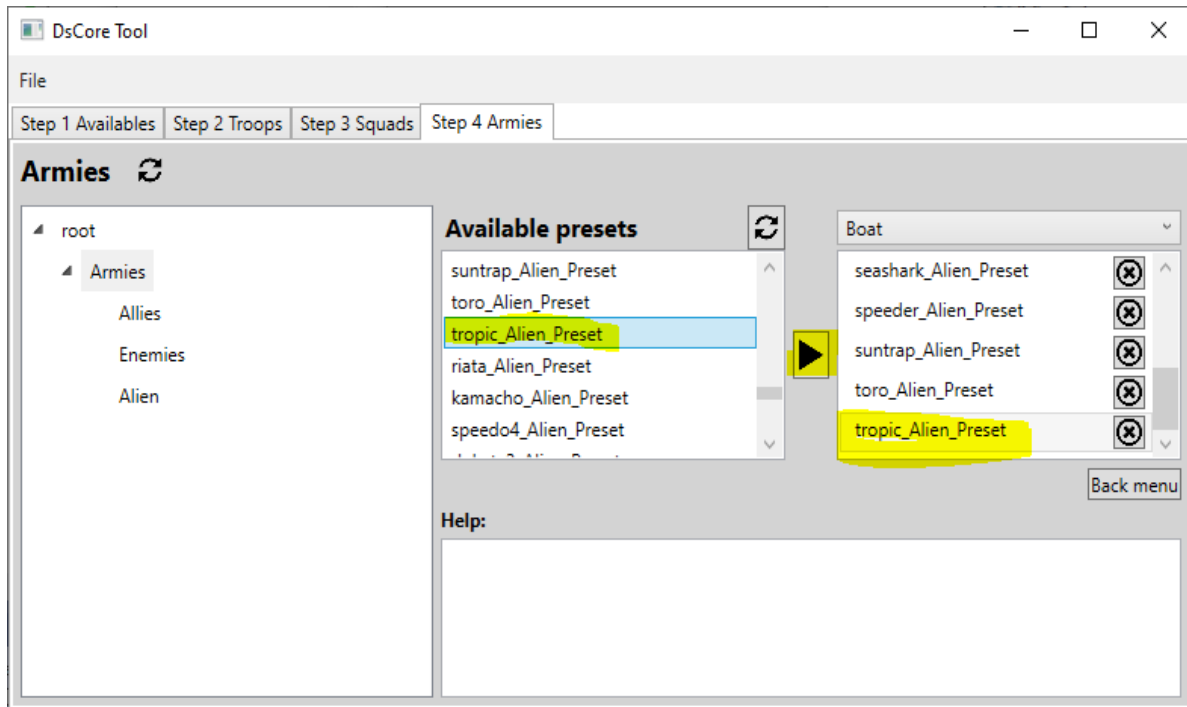 DsCore Tool
File
Step 1 Availables
Step 2 Troops
Step 3 Squads
Step 4 Armies
Armies
root
Armies
Allies
Enemies
Alien
Available presets
suntrap_Alien_Preset
toro_Alien_Preset
tropic_Alien_Preset
riata_Alien_Preset
kamacho_Alien_Preset
speedo4_Alien_Preset
Boat
seashark_Alien_Preset
speeder_Alien_Preset
suntrap_Alien_Preset
toro_Alien_Preset
tropic_Alien_Preset
Back menu
Help: